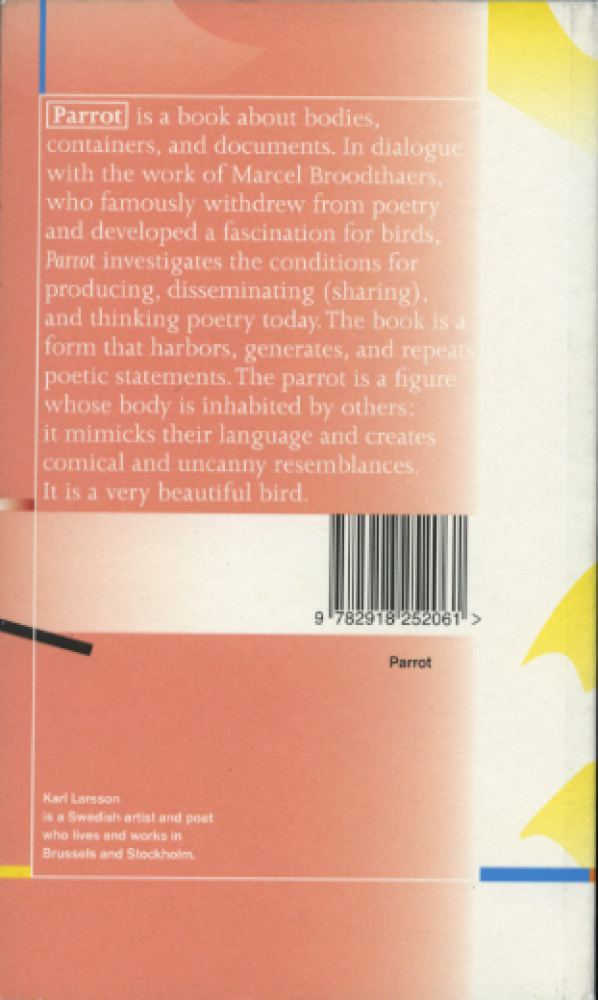 Parrot is a book about bodies,
containers, and documents. In dialogue
with the work of Marcel Broodthaers,
who famously withdrew from poetry
and developed a fascination for birds,
Parrot investigates the conditions for
producing, disseminating (sharing),
and thinking poetry today. The book is a
form that harbors, generates, and repeats
poetic statements. The parrot is a figure
whose body is inhabited by others:
it mimicks their language and creates
comical and uncanny resemblances.
It is a very beautiful bird.
9 782918 252061 >
Parrot
Karl Larsson
is a Swedish artist and poet
who lives and works in
Brussels and Stockholm.